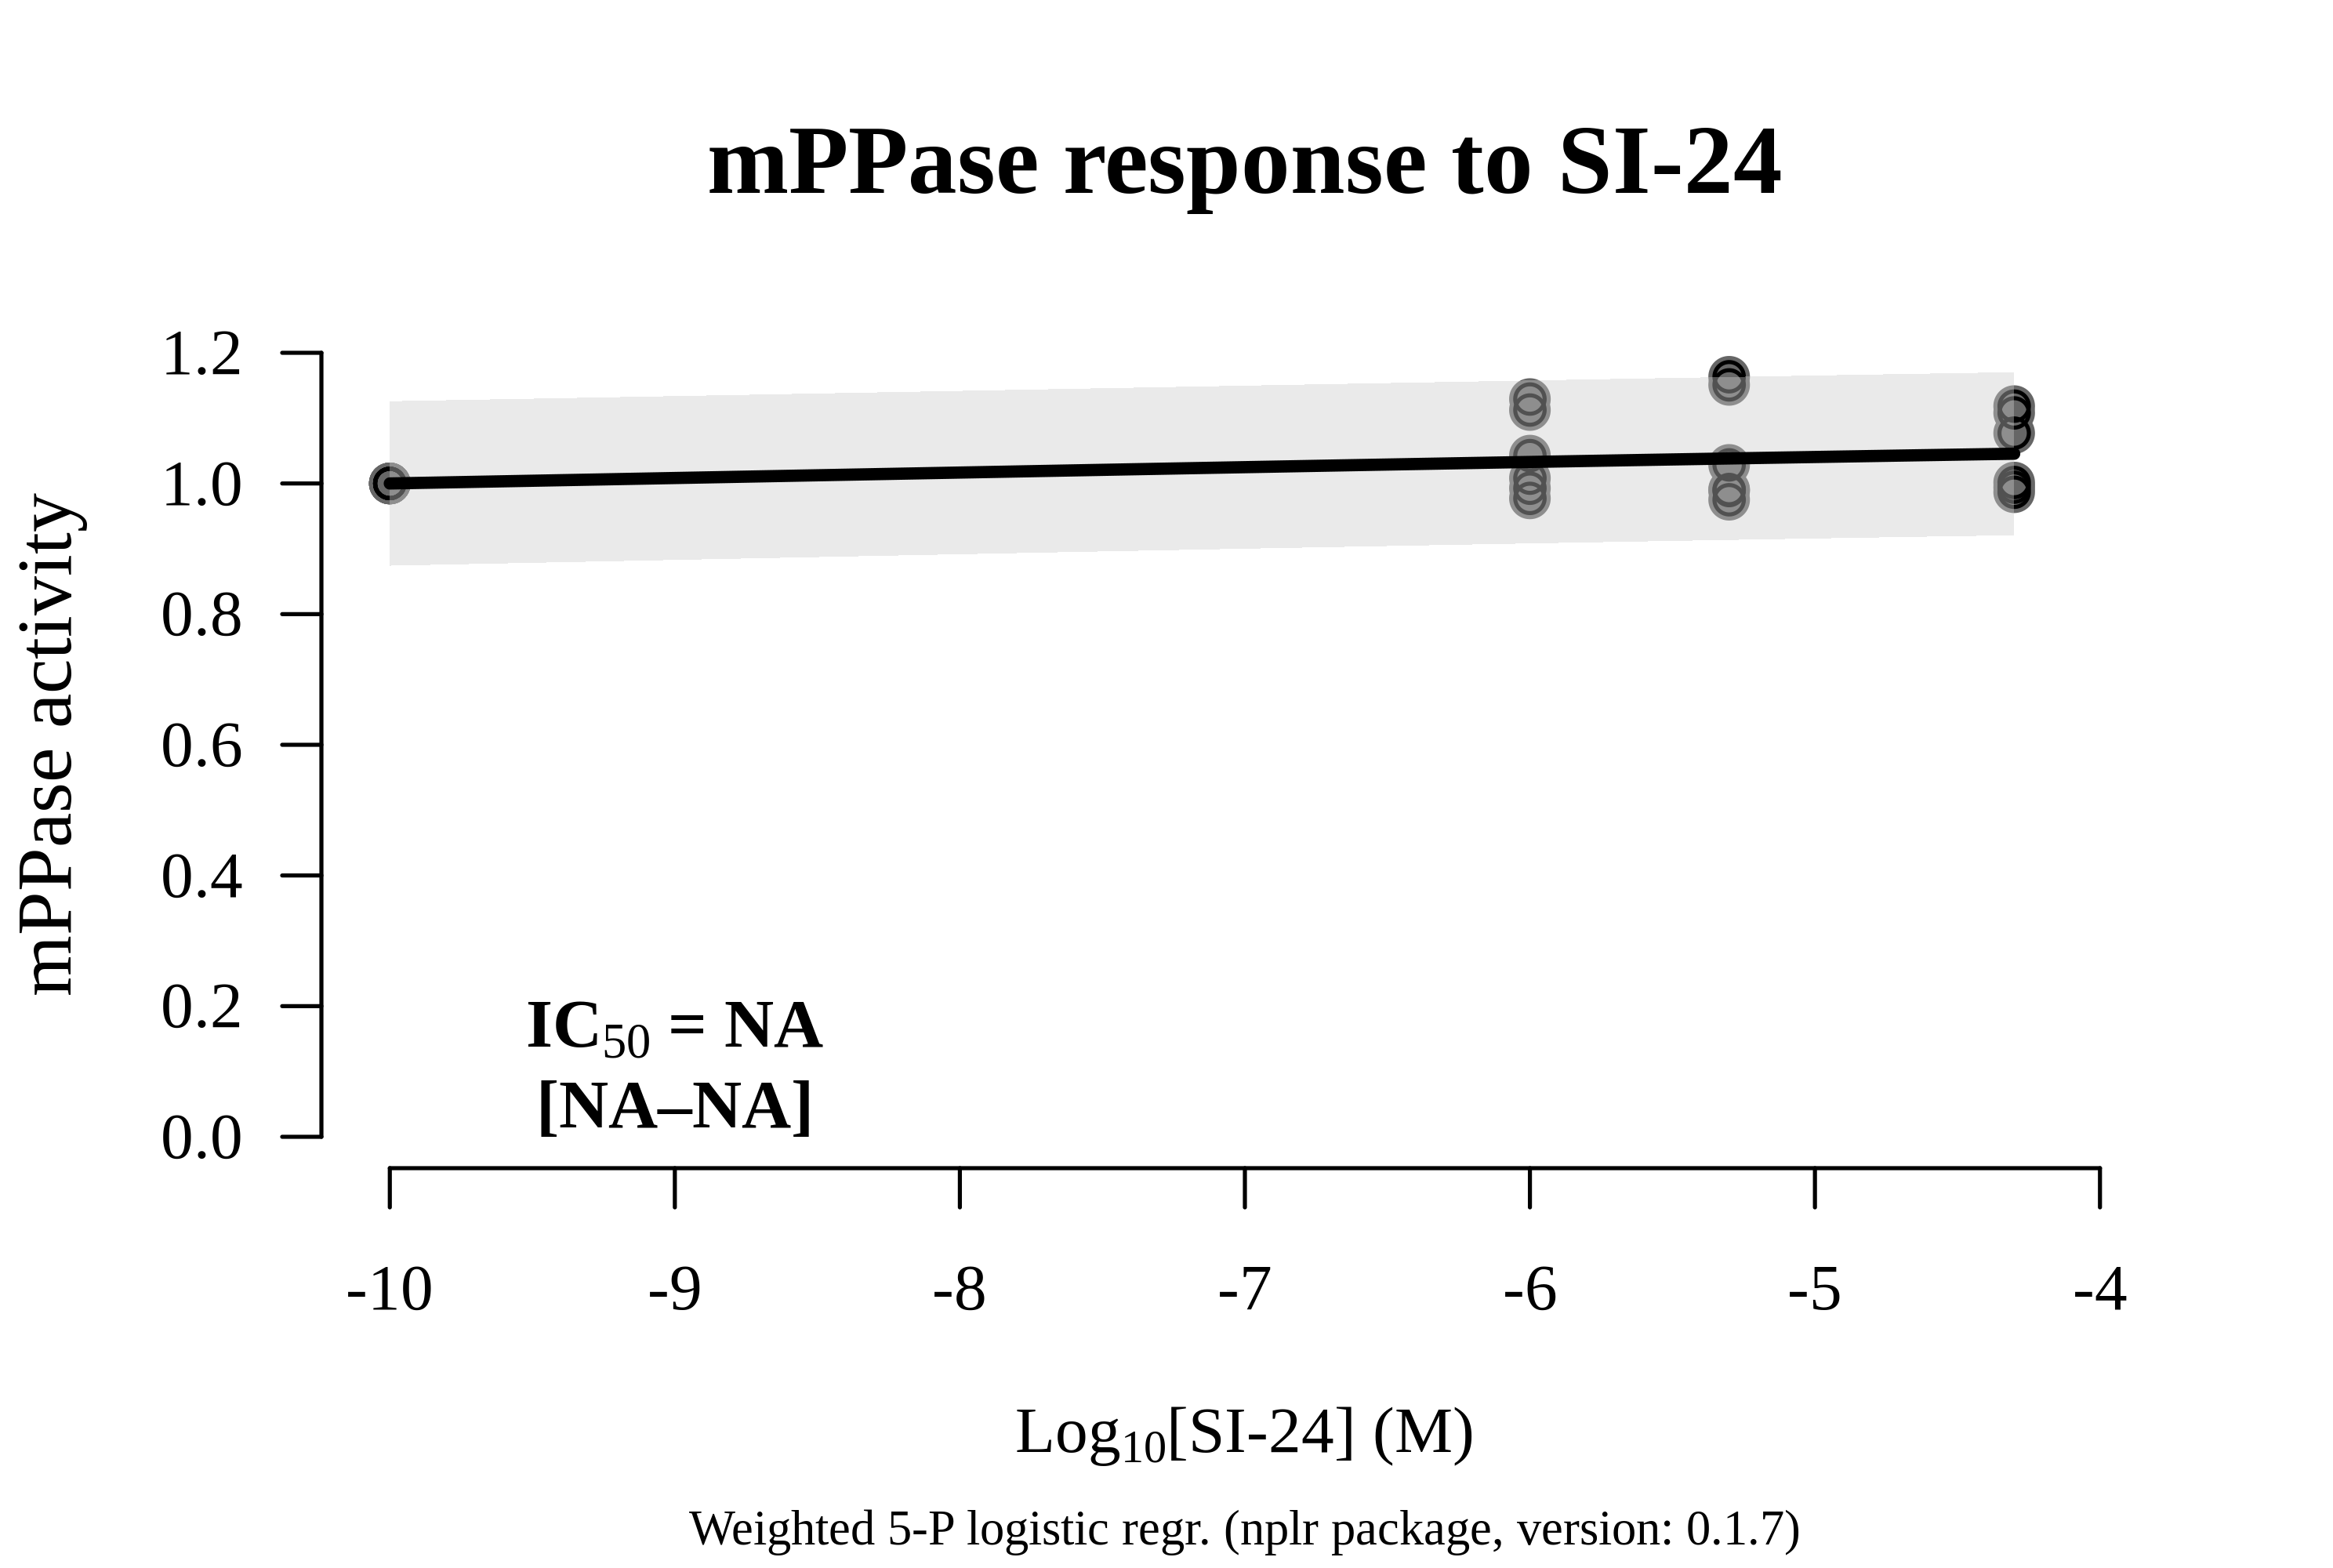 mPPase response to SI-24
mPPase activity
1.2
1.0
0.8
0.6
0.4
0.2
0.0
IC50 = NA
[NA–NA]
-10 -9 -8 -7 -6 -5 -4
Log10[SI-24] (M)
Weighted 5-P logistic regr. (nplr package, version: 0.1.7)